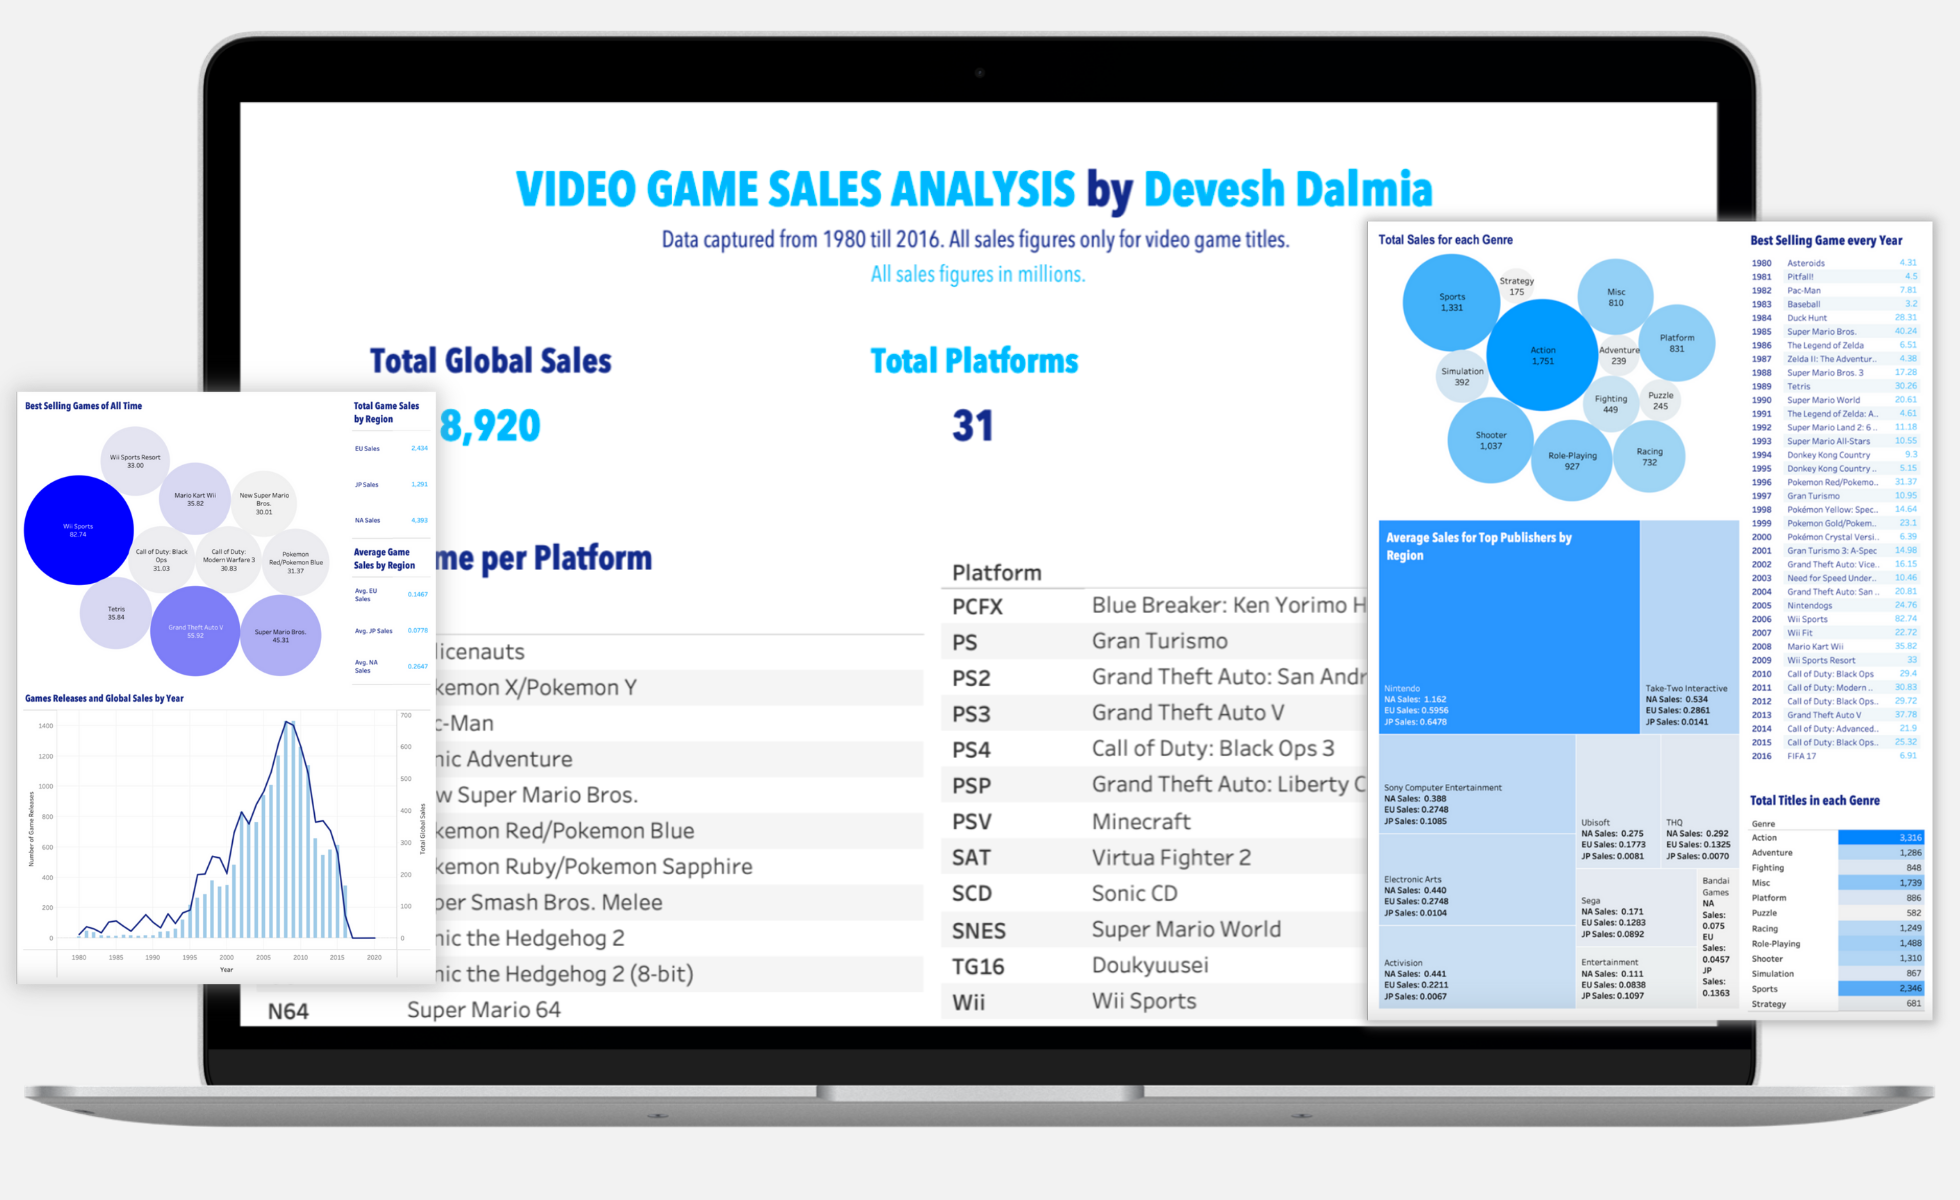 VIDEO GAME SALES ANALYSIS by Devesh Dalmia
Data captured from 1980 till 2016. All sales figures only for video game titles.
All sales figures in millions.
Total Global Sales
8,920
Total Platforms
31
me per Platform
licenauts
kemon X/Pokemon Y
c-Man
nic Adventure
w Super Mario Bros.
kemon Red/Pokemon Blue
kemon Ruby/Pokemon Sapphire
per Smash Bros. Melee
nic the Hedgehog 2
nic the Hedgehog 2 (8-bit)
N64 Super Mario 64
Platform
PCFX Blue Breaker: Ken Yorimo H
PS Gran Turismo
PS2 Grand Theft Auto: San Andr
PS3 Grand Theft Auto V
PS4 Call of Duty: Black Ops 3
PSP Grand Theft Auto: Liberty C
PSV Minecraft
SAT Virtua Fighter 2
SCD Sonic CD
SNES Super Mario World
TG16 Doukyuusei
Wii Wii Sports
Best Selling Games of All Time
Wii Sports Resort
33.00
Mario Kart Wii
35.82
New Super Mario
Bros.
30.01
Wii Sports
82.74
Call of Duty: Black
Ops
31.03
Call of Duty:
Modern Warfare 3
30.83
Pokemon
Red/Pokemon Blue
31.37
Tetris
35.84
Grand Theft Auto V
55.92
Super Mario Bros.
45.31
Total Game Sales
by Region
EU Sales 2,434
JP Sales 1,291
NA Sales 4,393
Average Game
Sales by Region
Avg. EU
Sales
0.1467
Avg. JP Sales 0.0778
Avg. NA
Sales
0.2647
Games Releases and Global Sales by Year
Number of Game Releases
1400
1200
1000
800
600
400
200
0
700
600
500
400
300
200
100
0
Total Global Sales
1980 1985 1990 1995 2000 2005 2010 2015 2020
Year
Total Sales for each Genre
Sports
1,331
Strategy
175
Misc
810
Action
1,751
Adventure
239
Platform
831
Simulation
392
Fighting
449
Puzzle
245
Shooter
1,037
Role-Playing
927
Racing
732
Average Sales for Top Publishers by
Region
Nintendo
NA Sales: 1.162
EU Sales: 0.5956
JP Sales: 0.6478
Take-Two Interactive
NA Sales: 0.534
EU Sales: 0.2861
JP Sales: 0.0141
Sony Computer Entertainment
NA Sales: 0.388
EU Sales: 0.2748
JP Sales: 0.1085
Electronic Arts
NA Sales: 0.440
EU Sales: 0.2748
JP Sales: 0.0104
Activision
NA Sales: 0.441
EU Sales: 0.2211
JP Sales: 0.0067
Ubisoft
NA Sales: 0.275
EU Sales: 0.1773
JP Sales: 0.0081
THQ
NA Sales: 0.292
EU Sales: 0.1325
JP Sales: 0.0070
Sega
NA Sales: 0.171
EU Sales: 0.1283
JP Sales: 0.0892
Entertainment
NA Sales: 0.111
EU Sales: 0.0838
JP Sales: 0.1097
Bandai
Games
NA
Sales:
0.075
EU
Sales:
0.0457
JP
Sales:
0.1363
Best Selling Game every Year
1980 Asteroids 4.31
1981 Pitfall! 4.5
1982 Pac-Man 7.81
1983 Baseball 3.2
1984 Duck Hunt 28.31
1985 Super Mario Bros. 40.24
1986 The Legend of Zelda 6.51
1987 Zelda II: The Adventur.. 4.38
1988 Super Mario Bros. 3 17.28
1989 Tetris 30.26
1990 Super Mario World 20.61
1991 The Legend of Zelda: A.. 4.61
1992 Super Mario Land 2: 6 .. 11.18
1993 Super Mario All-Stars 10.55
1994 Donkey Kong Country 9.3
1995 Donkey Kong Country .. 5.15
1996 Pokemon Red/Pokemo.. 31.37
1997 Gran Turismo 10.95
1998 Pokémon Yellow: Spec.. 14.64
1999 Pokemon Gold/Pokem.. 23.1
2000 Pokémon Crystal Versi.. 6.39
2001 Gran Turismo 3: A-Spec 14.98
2002 Grand Theft Auto: Vice.. 16.15
2003 Need for Speed Under.. 10.46
2004 Grand Theft Auto: San .. 20.81
2005 Nintendogs 24.76
2006 Wii Sports 82.74
2007 Wii Fit 22.72
2008 Mario Kart Wii 35.82
2009 Wii Sports Resort 33
2010 Call of Duty: Black Ops 29.4
2011 Call of Duty: Modern .. 30.83
2012 Call of Duty: Black Ops.. 29.72
2013 Grand Theft Auto V 37.78
2014 Call of Duty: Advanced.. 21.9
2015 Call of Duty: Black Ops.. 25.32
2016 FIFA 17 6.91
Total Titles in each Genre
Genre
Action 3,316
Adventure 1,286
Fighting 848
Misc 1,739
Platform 886
Puzzle 582
Racing 1,249
Role-Playing 1,488
Shooter 1,310
Simulation 867
Sports 2,346
Strategy 681